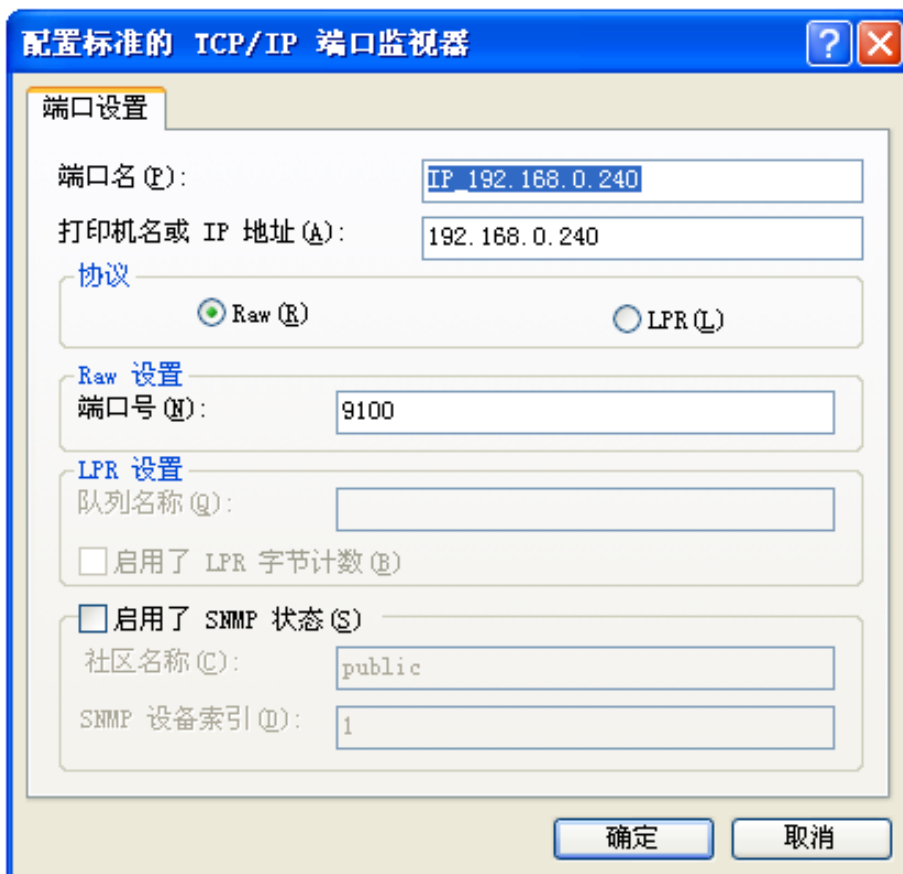 配置标准的 TCP/IP 端口监视器
端口设置
端口名(P): IP_192.168.0.240
打印机名或 IP 地址(A): 192.168.0.240
协议
Raw(R) LPR(L)
Raw 设置
端口号(N): 9100
LPR 设置
队列名称(Q):
启用了 LPR 字节计数(B)
启用了 SNMP 状态(S)
社区名称(C): public
SNMP 设备索引(D): 1
确定 取消